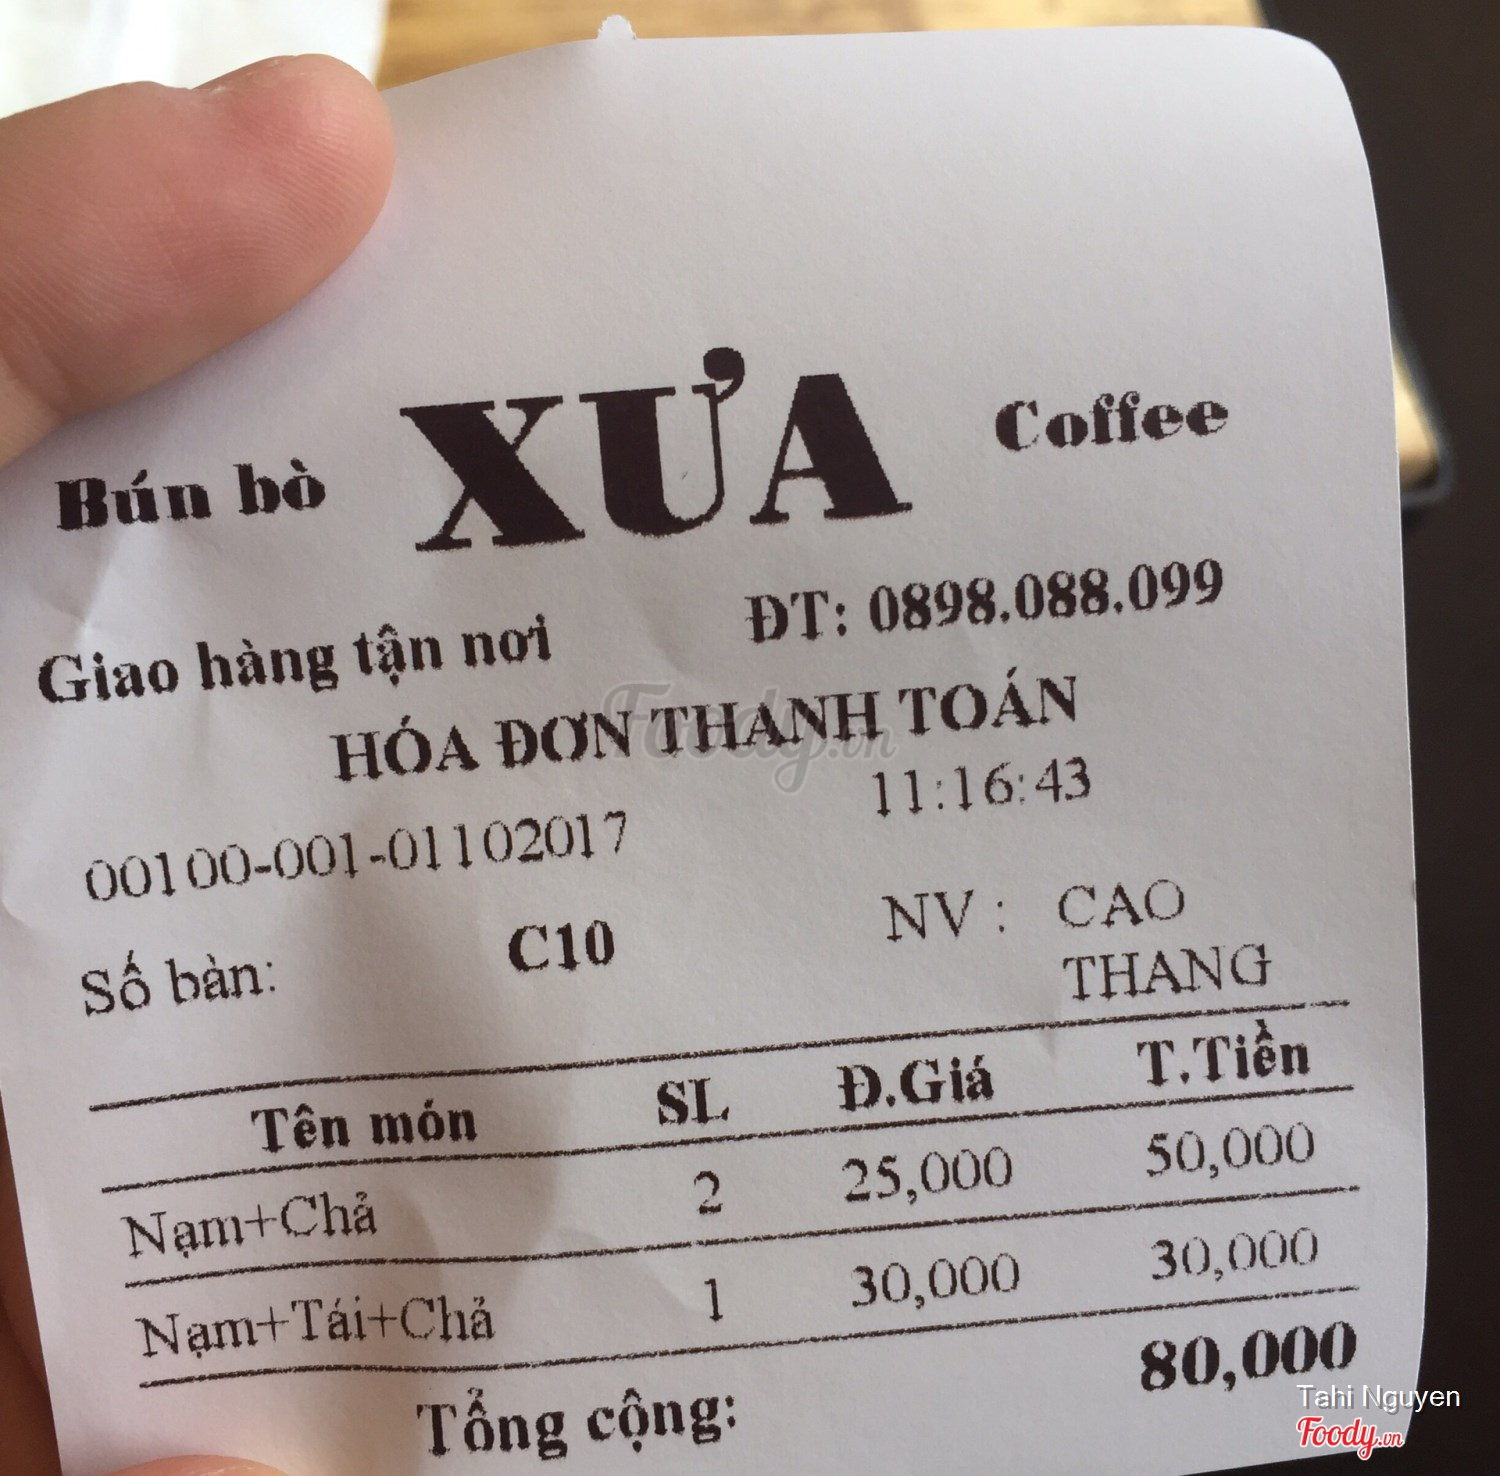 Bún bò XƯA Coffee
Giao hàng tận nơi ĐT: 0898.088.099
HÓA ĐƠN THANH TOÁN
00100-001-01102017 11:16:43
Số bàn: C10 NV : CAO THANG
Tên món SL Đ.Giá T.Tiền
Nạm+Chả 2 25,000 50,000
Nạm+Tái+Chả 1 30,000 30,000
Tổng cộng: 80,000
Foody.vn
Tahi Nguyen
Foody.vn